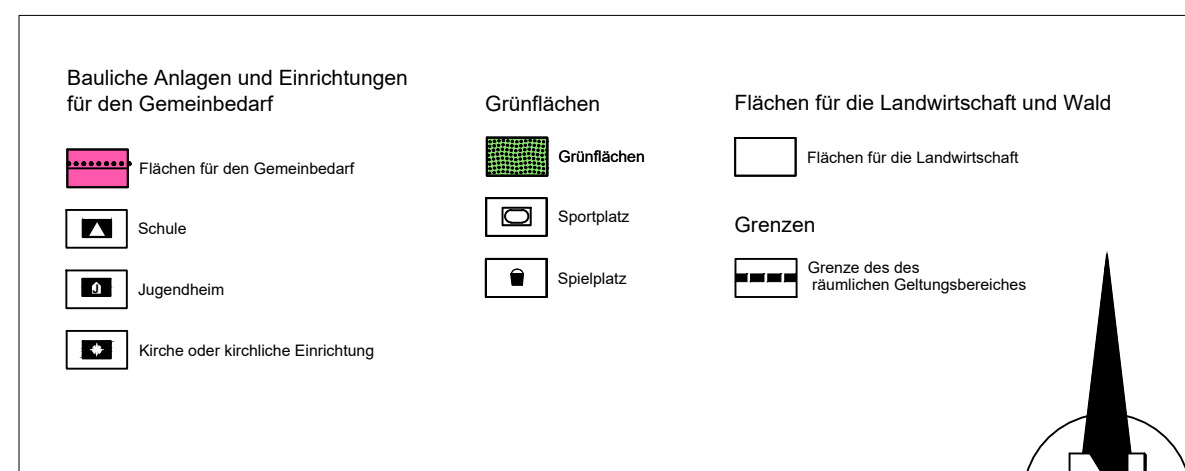 Bauliche Anlagen und Einrichtungen
für den Gemeinbedarf
Flächen für den Gemeinbedarf
Schule
Jugendheim
Kirche oder kirchliche Einrichtung
Grünflächen
Grünflächen
Sportplatz
Spielplatz
Flächen für die Landwirtschaft und Wald
Flächen für die Landwirtschaft
Grenzen
Grenze des des
räumlichen Geltungsbereiches